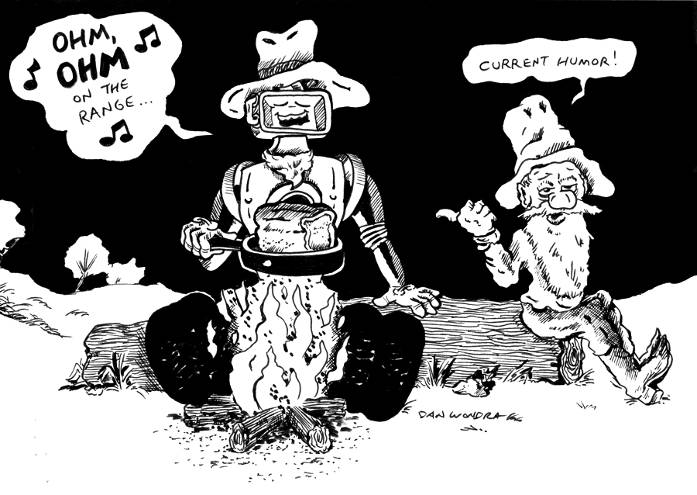 OHM,
OHM
ON THE
RANGE...
CURRENT HUMOR!
DAN WONDRA